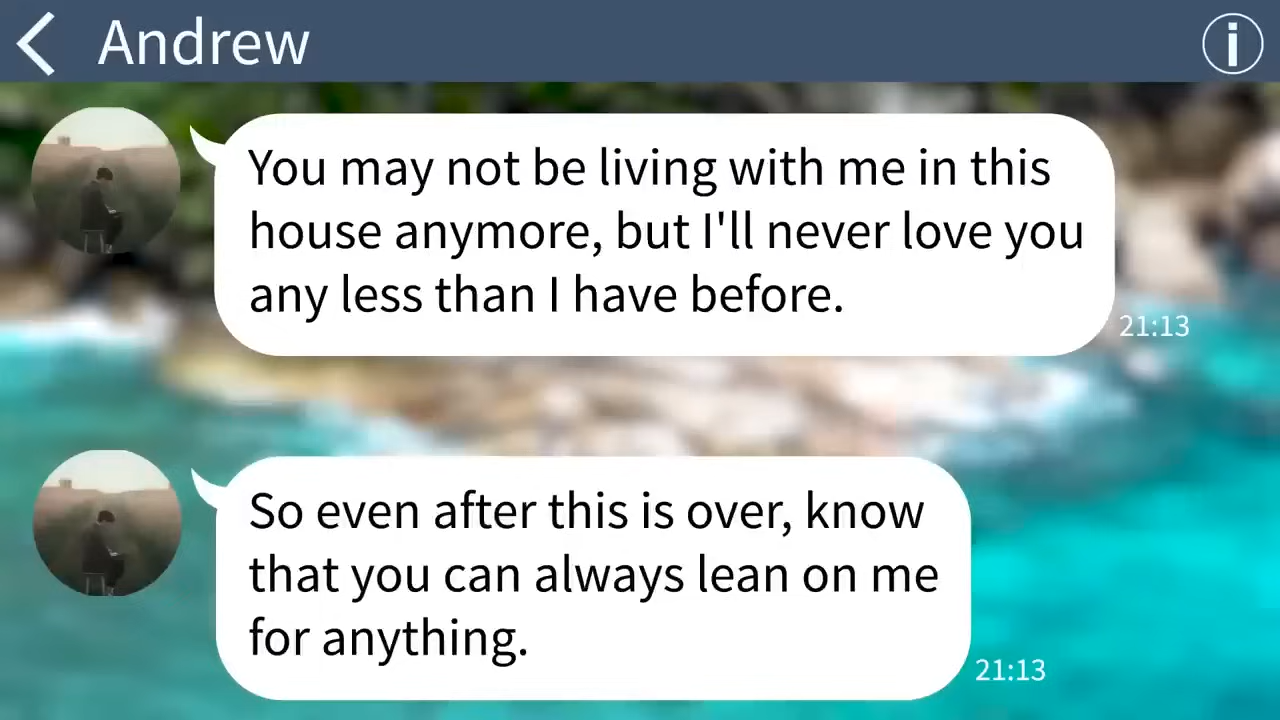 Andrew
You may not be living with me in this
house anymore, but I'll never love you
any less than I have before.
21:13
So even after this is over, know
that you can always lean on me
for anything.
21:13